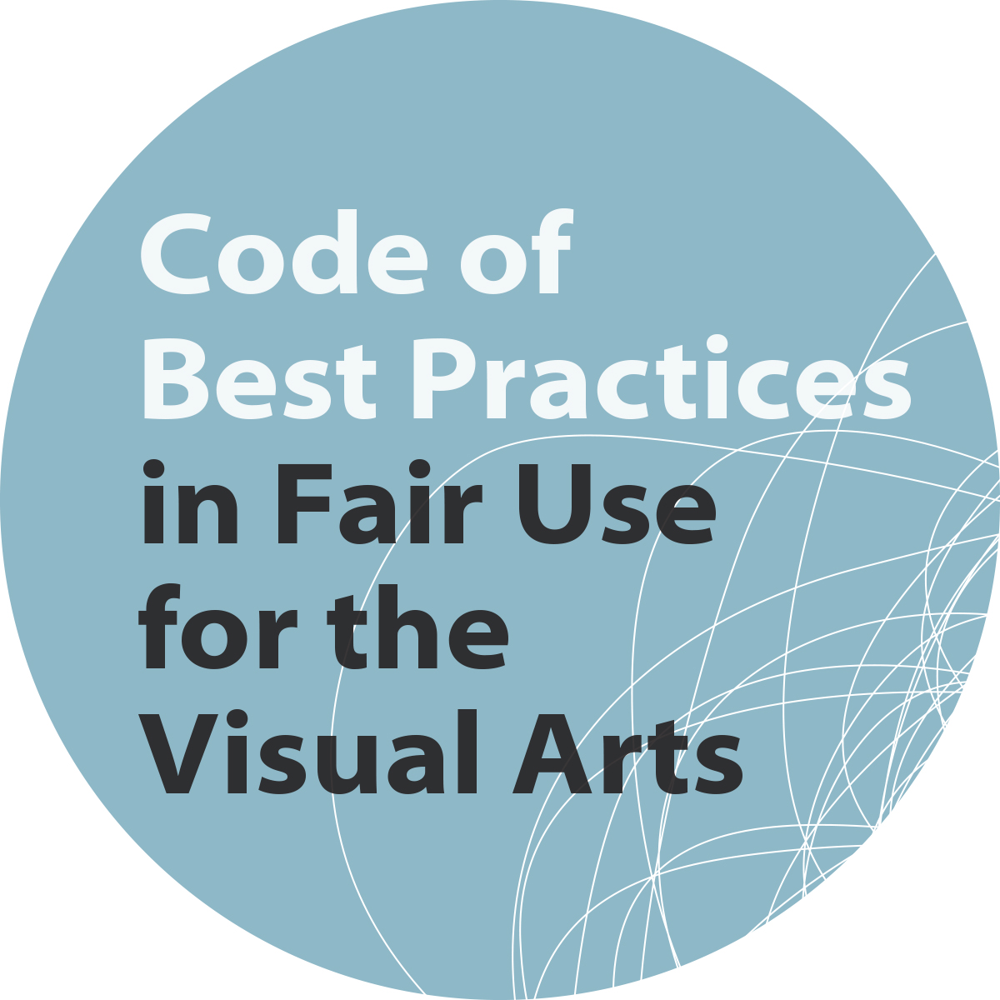 Code of
Best Practices
in Fair Use
for the
Visual Arts